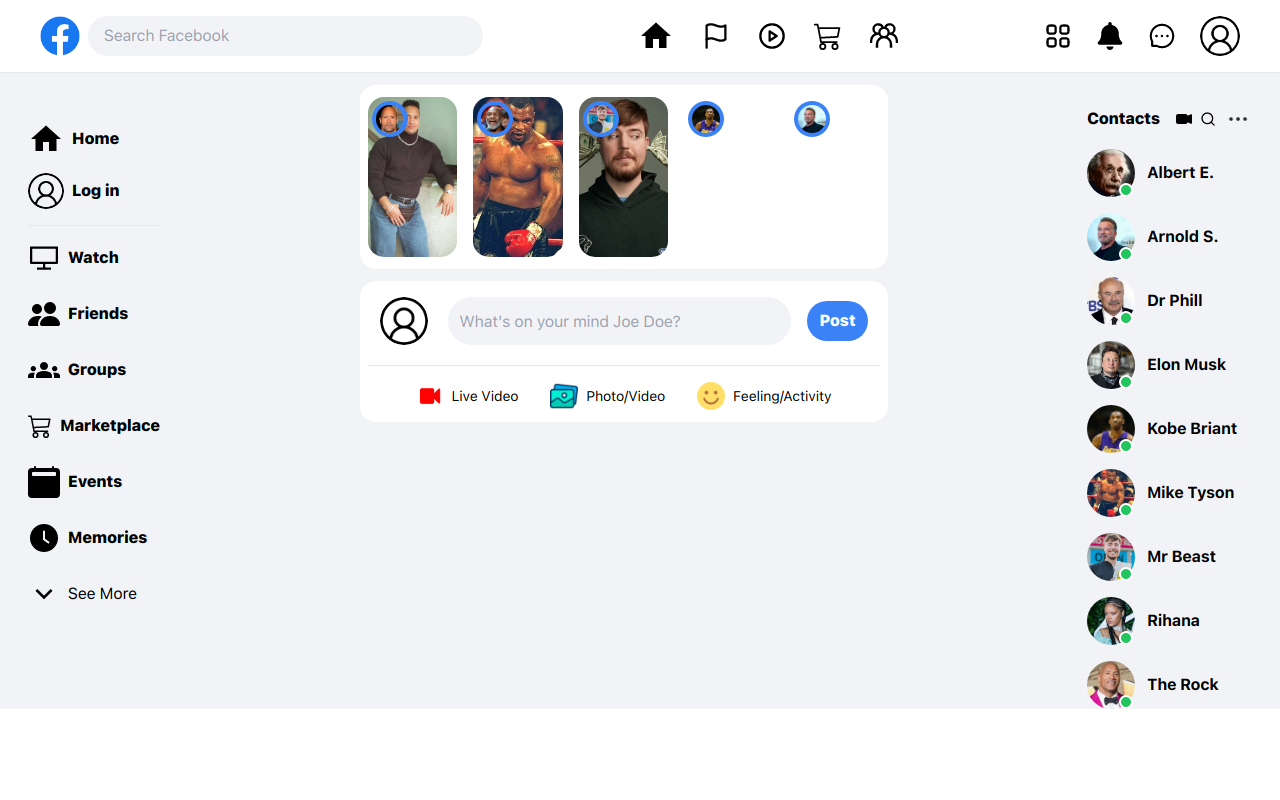 Search Facebook
Home
Log in
Watch
Friends
Groups
Marketplace
Events
Memories
See More
What's on your mind Joe Doe?
Post
Live Video
Photo/Video
Feeling/Activity
Contacts
Albert E.
Arnold S.
Dr Phill
Elon Musk
Kobe Briant
Mike Tyson
Mr Beast
Rihana
The Rock